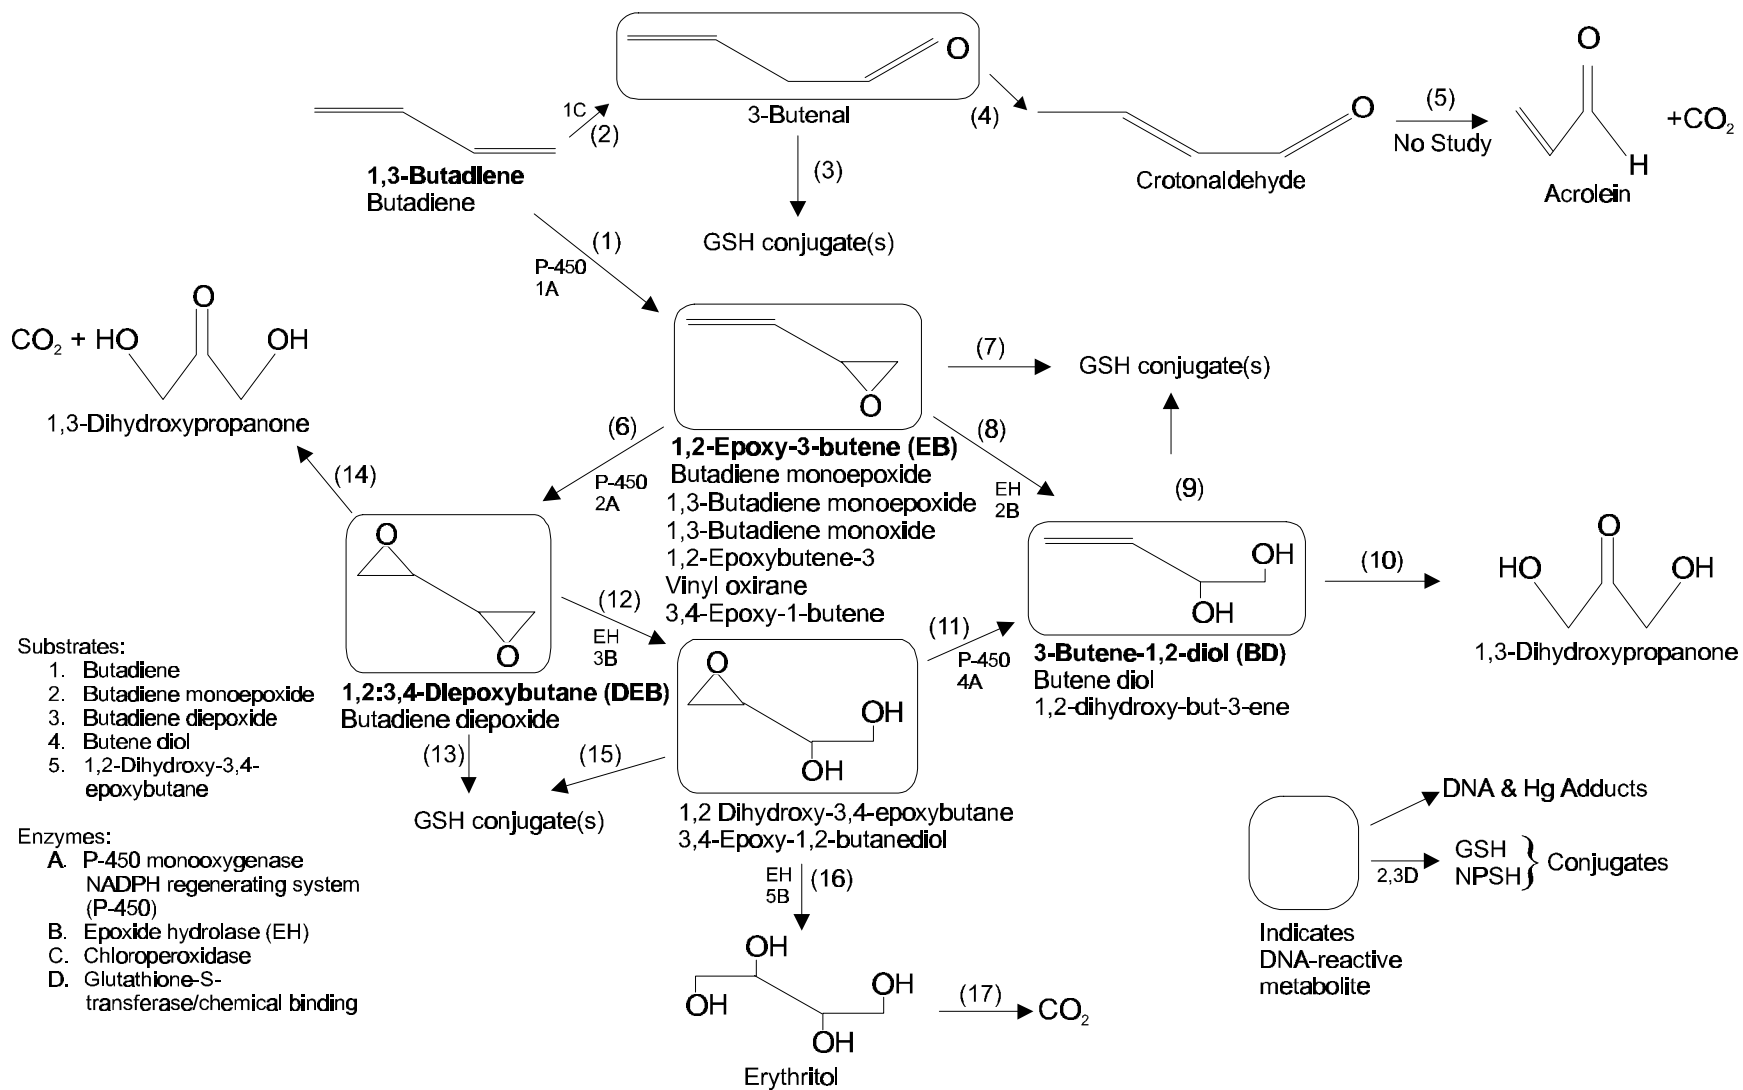 O
3-Butenal
1C
(2)
(4)
O
O
H
(5)
No Study
+CO2
Crotonaldehyde
Acrolein
1,3-Butadiene
Butadiene
(3)
GSH conjugate(s)
(1)
P-450
1A
CO2 + HO
O
OH
1,3-Dihydroxypropanone
O
(7)
GSH conjugate(s)
(6)
P-450
2A
1,2-Epoxy-3-butene (EB)
Butadiene monoepoxide
1,3-Butadiene monoepoxide
1,3-Butadiene monoxide
1,2-Epoxybutene-3
Vinyl oxirane
3,4-Epoxy-1-butene
(8)
EH
2B
(9)
(14)
O
O
1,2:3,4-DIepoxybutane (DEB)
Butadiene diepoxide
(12)
EH
3B
(11)
P-450
4A
OH
OH
3-Butene-1,2-diol (BD)
Butene diol
1,2-dihydroxy-but-3-ene
(10)
HO
O
OH
1,3-Dihydroxypropanone
O
OH
OH
1,2 Dihydroxy-3,4-epoxybutane
3,4-Epoxy-1,2-butanediol
(13)
(15)
GSH conjugate(s)
EH
5B
(16)
OH
OH
OH
OH
Erythritol
(17)
CO2
Substrates:
1. Butadiene
2. Butadiene monoepoxide
3. Butadiene diepoxide
4. Butene diol
5. 1,2-Dihydroxy-3,4-
epoxybutane
Enzymes:
A. P-450 monooxygenase
NADPH regenerating system
(P-450)
B. Epoxide hydrolase (EH)
C. Chloroperoxidase
D. Glutathione-S-
transferase/chemical binding
DNA & Hg Adducts
2,3D
GSH
NPSH
} Conjugates
Indicates
DNA-reactive
metabolite